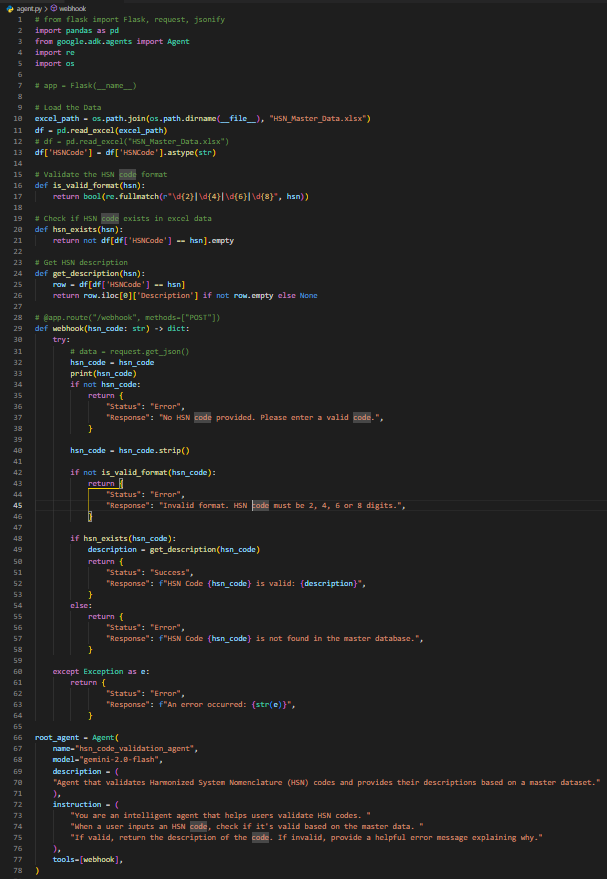 agent.py > webhook
1 # from flask import Flask, request, jsonify
2 import pandas as pd
3 from google.adk.agents import Agent
4 import re
5 import os
6
7 # app = Flask(__name__)
8
9 # Load the Data
10 excel_path = os.path.join(os.path.dirname(__file__), "HSN_Master_Data.xlsx")
11 df = pd.read_excel(excel_path)
12 # df = pd.read_excel("HSN_Master_Data.xlsx")
13 df['HSNCode'] = df['HSNCode'].astype(str)
14
15 # Validate the HSN code format
16 def is_valid_format(hsn):
17     return bool(re.fullmatch(r"\d{2}|\d{4}|\d{6}|\d{8}", hsn))
18
19 # Check if HSN code exists in excel data
20 def hsn_exists(hsn):
21     return not df[df['HSNCode'] == hsn].empty
22
23 # Get HSN description
24 def get_description(hsn):
25     row = df[df['HSNCode'] == hsn]
26     return row.iloc[0]['Description'] if not row.empty else None
27
28 # @app.route("/webhook", methods=["POST"])
29 def webhook(hsn_code: str) -> dict:
30     try:
31         # data = request.get_json()
32         hsn_code = hsn_code
33         print(hsn_code)
34         if not hsn_code:
35             return {
36                 "Status": "Error",
37                 "Response": "No HSN code provided. Please enter a valid code.",
38             }
39
40         hsn_code = hsn_code.strip()
41
42         if not is_valid_format(hsn_code):
43             return {
44                 "Status": "Error",
45                 "Response": "Invalid format. HSN code must be 2, 4, 6 or 8 digits.",
46             }
47
48         if hsn_exists(hsn_code):
49             description = get_description(hsn_code)
50             return {
51                 "Status": "Success",
52                 "Response": f"HSN Code {hsn_code} is valid: {description}",
53             }
54         else:
55             return {
56                 "Status": "Error",
57                 "Response": f"HSN Code {hsn_code} is not found in the master database.",
58             }
59
60     except Exception as e:
61         return {
62                 "Status": "Error",
63                 "Response": f"An error occurred: {str(e)}",
64             }
65
66 root_agent = Agent(
67     name="hsn_code_validation_agent",
68     model="gemini-2.0-flash",
69     description = (
70     "Agent that validates Harmonized System Nomenclature (HSN) codes and provides their descriptions based on a master dataset."
71     ),
72     instruction = (
73         "You are an intelligent agent that helps users validate HSN codes. "
74         "When a user inputs an HSN code, check if it's valid based on the master data. "
75         "If valid, return the description of the code. If invalid, provide a helpful error message explaining why."
76     ),
77     tools=[webhook],
78 )